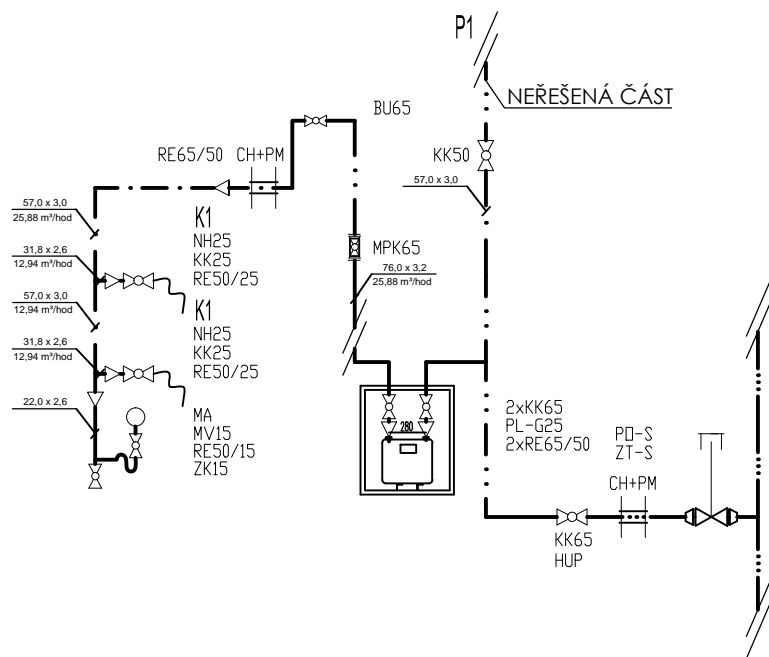 P1
NEŘEŠENÁ ČÁST
BU65
RE65/50 CH+PM
KK50
57,0 x 3,0
57,0 x 3,0
25,88 m³/hod
K1
NH25
KK25
RE50/25
31,8 x 2,6
12,94 m³/hod
MPK65
76,0 x 3,2
25,88 m³/hod
57,0 x 3,0
12,94 m³/hod
K1
NH25
KK25
RE50/25
31,8 x 2,6
12,94 m³/hod
22,0 x 2,6
MA
MV15
RE50/15
ZK15
280
2xKK65
PL-G25
2xRE65/50
PO-S
ZT-S
CH+PM
KK65
HUP